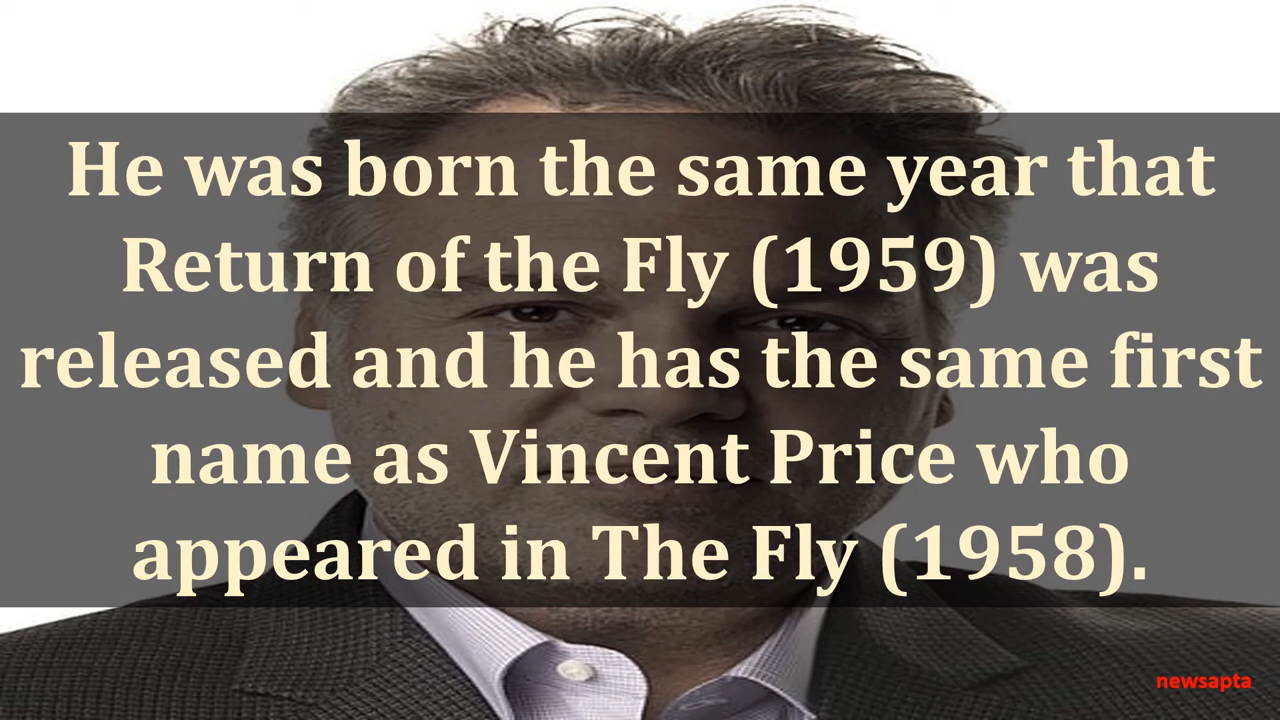 He was born the same year that
Return of the Fly (1959) was
released and he has the same first
name as Vincent Price who
appeared in The Fly (1958).
newsapta